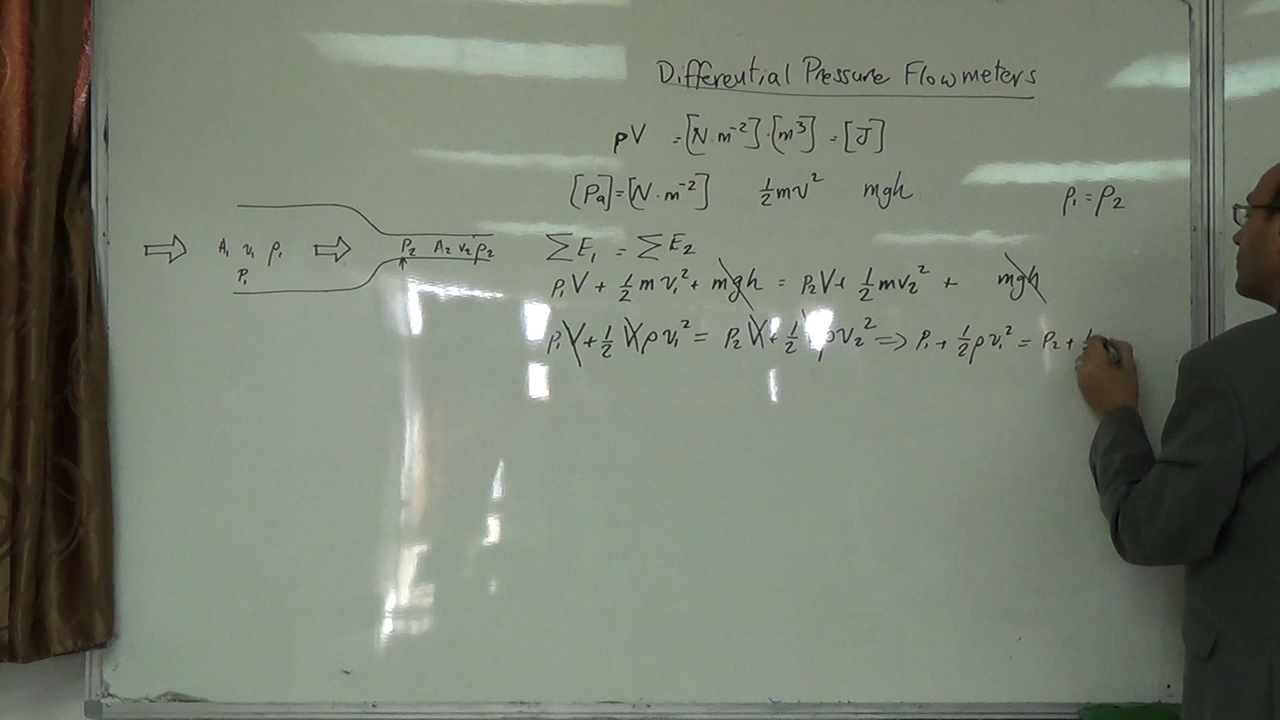 Differential Pressure Flowmeters
pV = [N·m⁻²]·[m³] = [J]
[Pa] = [N·m⁻²] ½mv² mgh ρ₁ = ρ₂
A₁ v₁ ρ₁
P₁
P₂ A₂ v₂ ρ₂
∑E₁ = ∑E₂
P₁V + ½mv₁² + mgh = P₂V + ½mv₂² + mgh
P₁V + ½Vρv₁² = P₂V + ½Vρv₂² ⇒ P₁ + ½ρv₁² = P₂ +